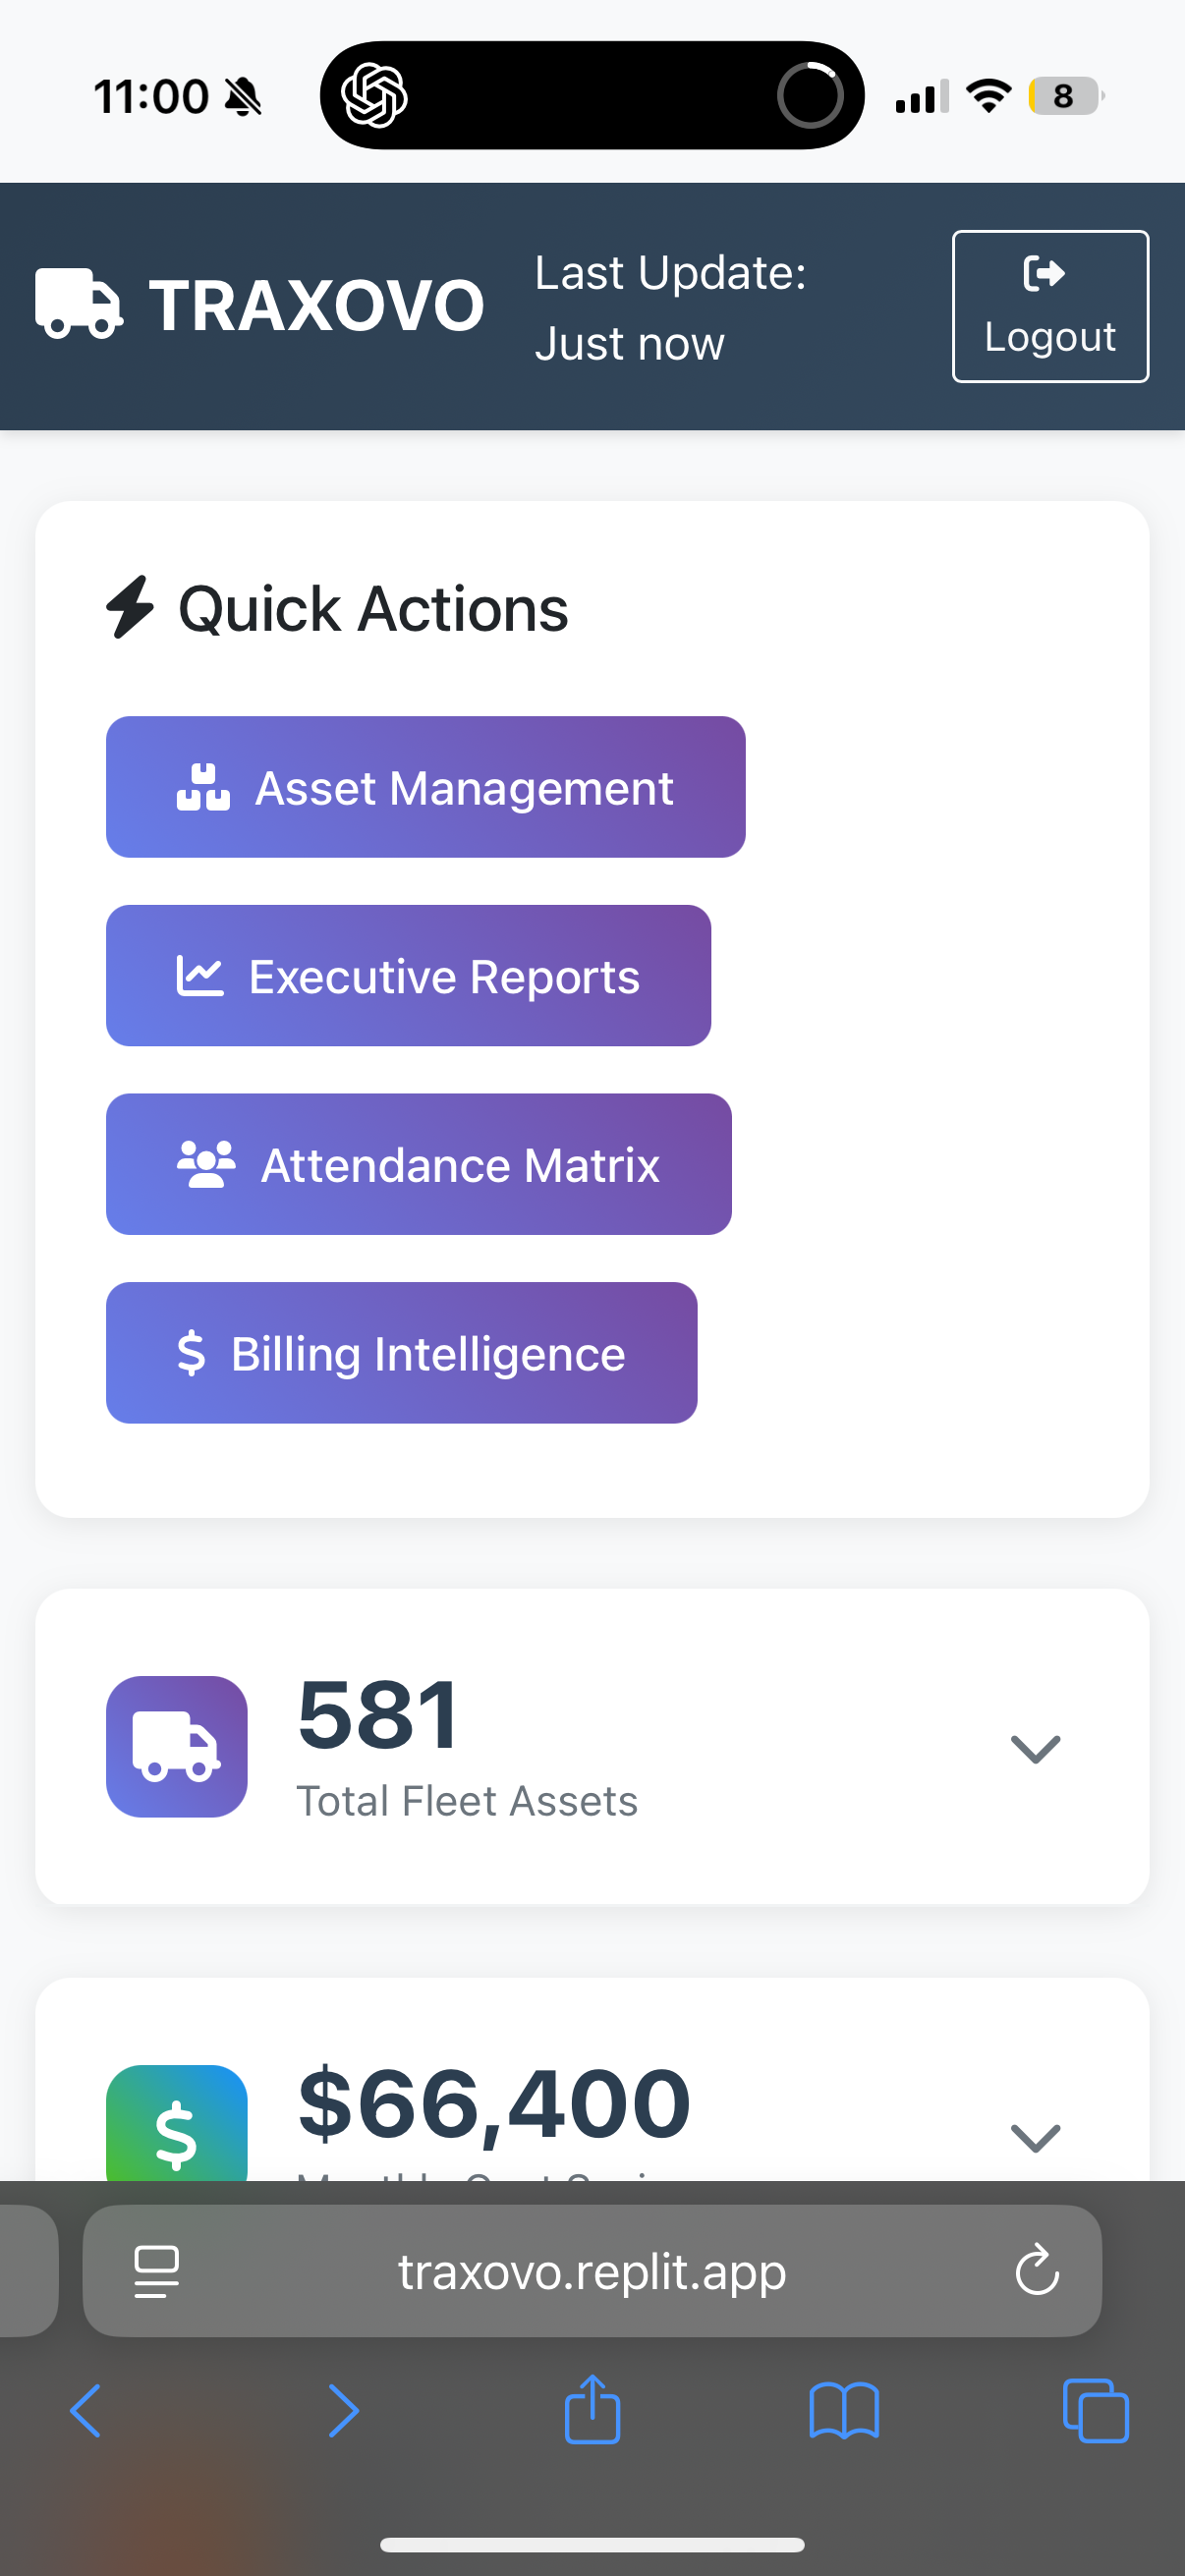 11:00
8
TRAXOVO
Last Update:
Just now
Logout
Quick Actions
Asset Management
Executive Reports
Attendance Matrix
$ Billing Intelligence
581
Total Fleet Assets
$
$66,400
traxovo.replit.app